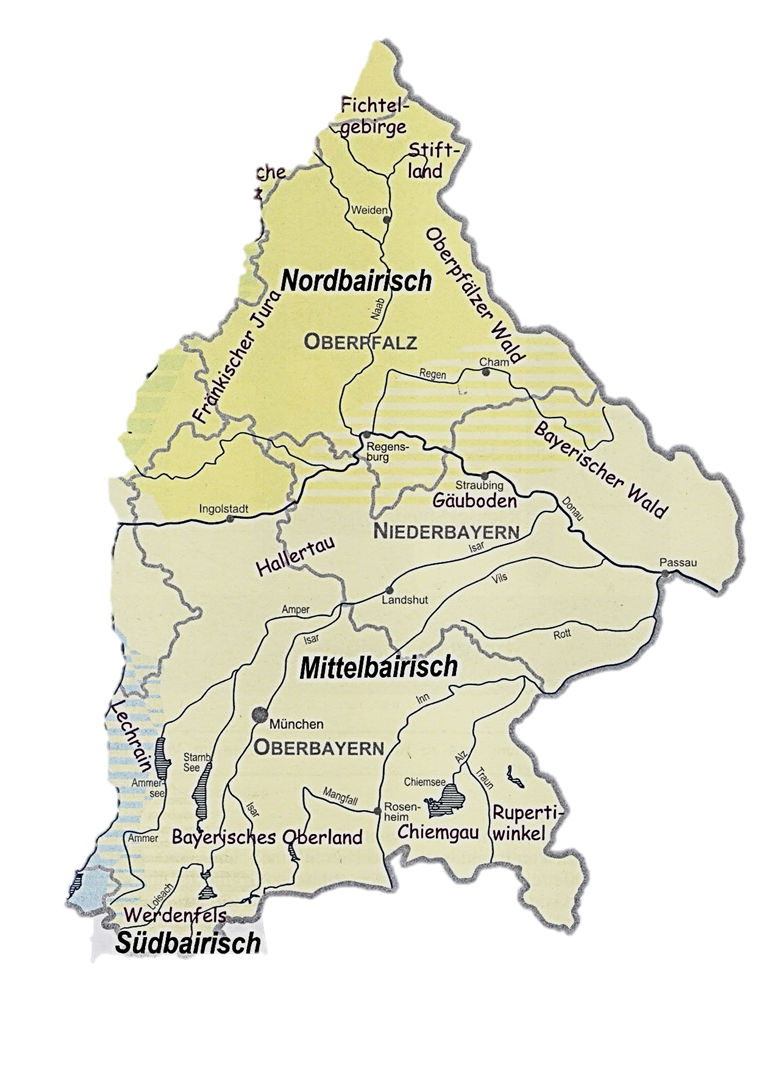 Fichtel-
gebirge
Stift-
land
che
Weiden
Oberpfälzer Wald
Nordbairisch
Naab
Fränkischer Jura
OBERPFALZ
Cham
Regen
Regens-
burg
Bayerischer Wald
Straubing
Gäuboden
Ingolstadt
Donau
NIEDERBAYERN
Hallertau
Isar
Vils
Passau
Landshut
Amper
Isar
Rott
Mittelbairisch
Inn
Lechrain
München
OBERBAYERN
Starnb
See
Ammer-
see
Alz
Traun
Chiemsee
Mangfall
Rosen-
heim
Isar
Ruperti-
winkel
Chiemgau
Ammer
Bayerisches Oberland
Loisach
Werdenfels
Südbairisch